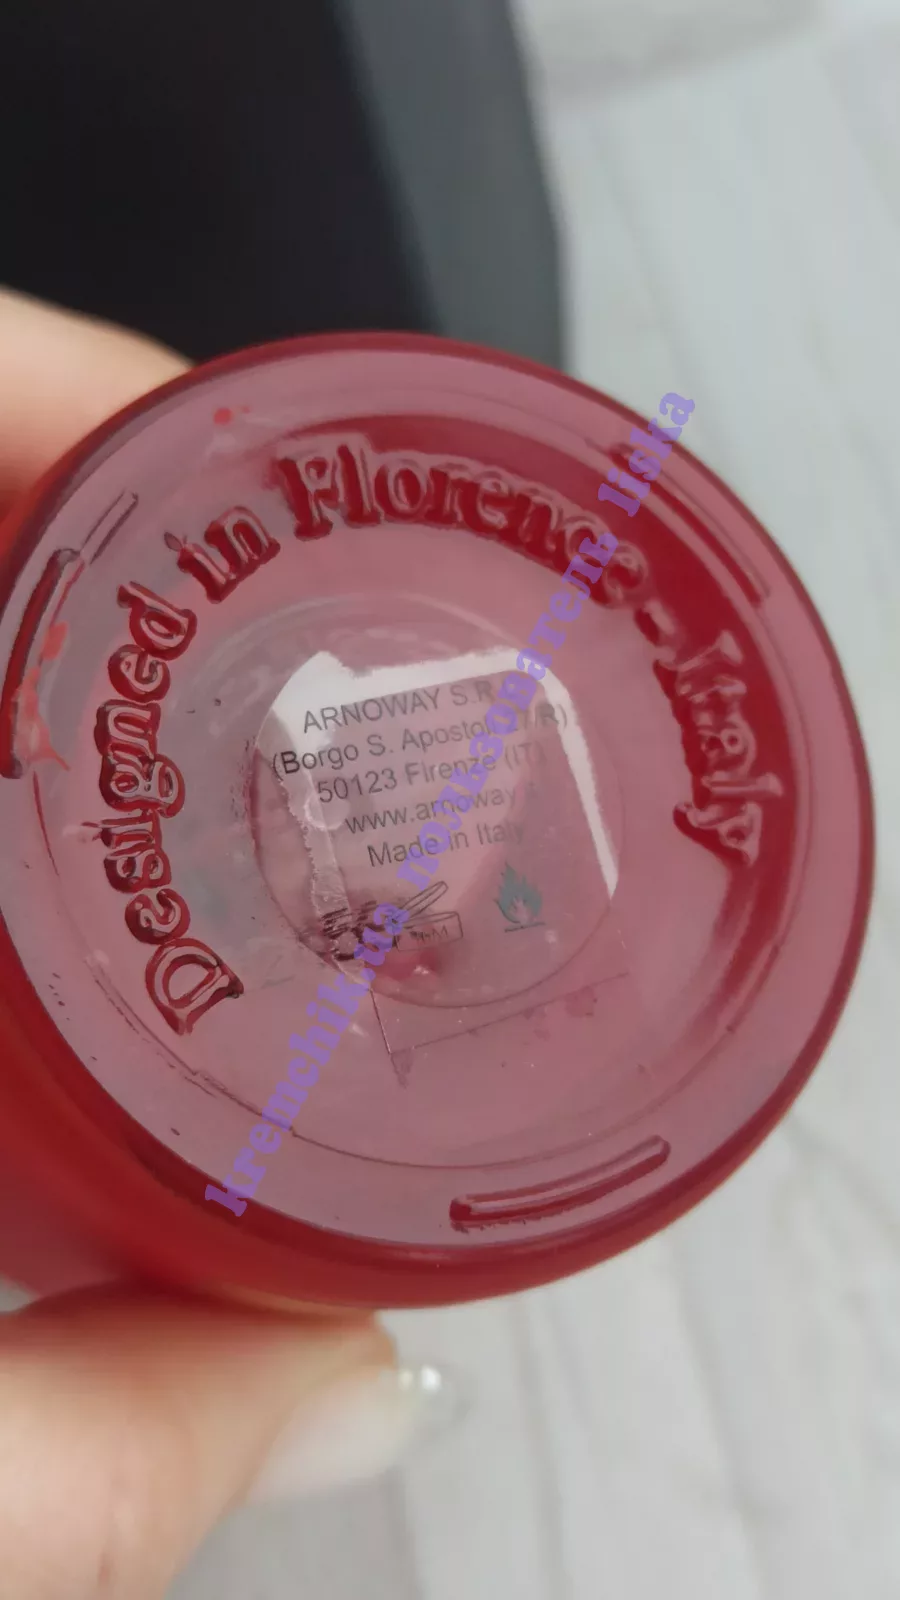 Designed in Florence - Italy
ARNOWAY S.R.
(Borgo S. Apostoli 7/R)
50123 Firenze (IT)
www.arnoway.
Made in Italy
kremchik.ua пользователь liska